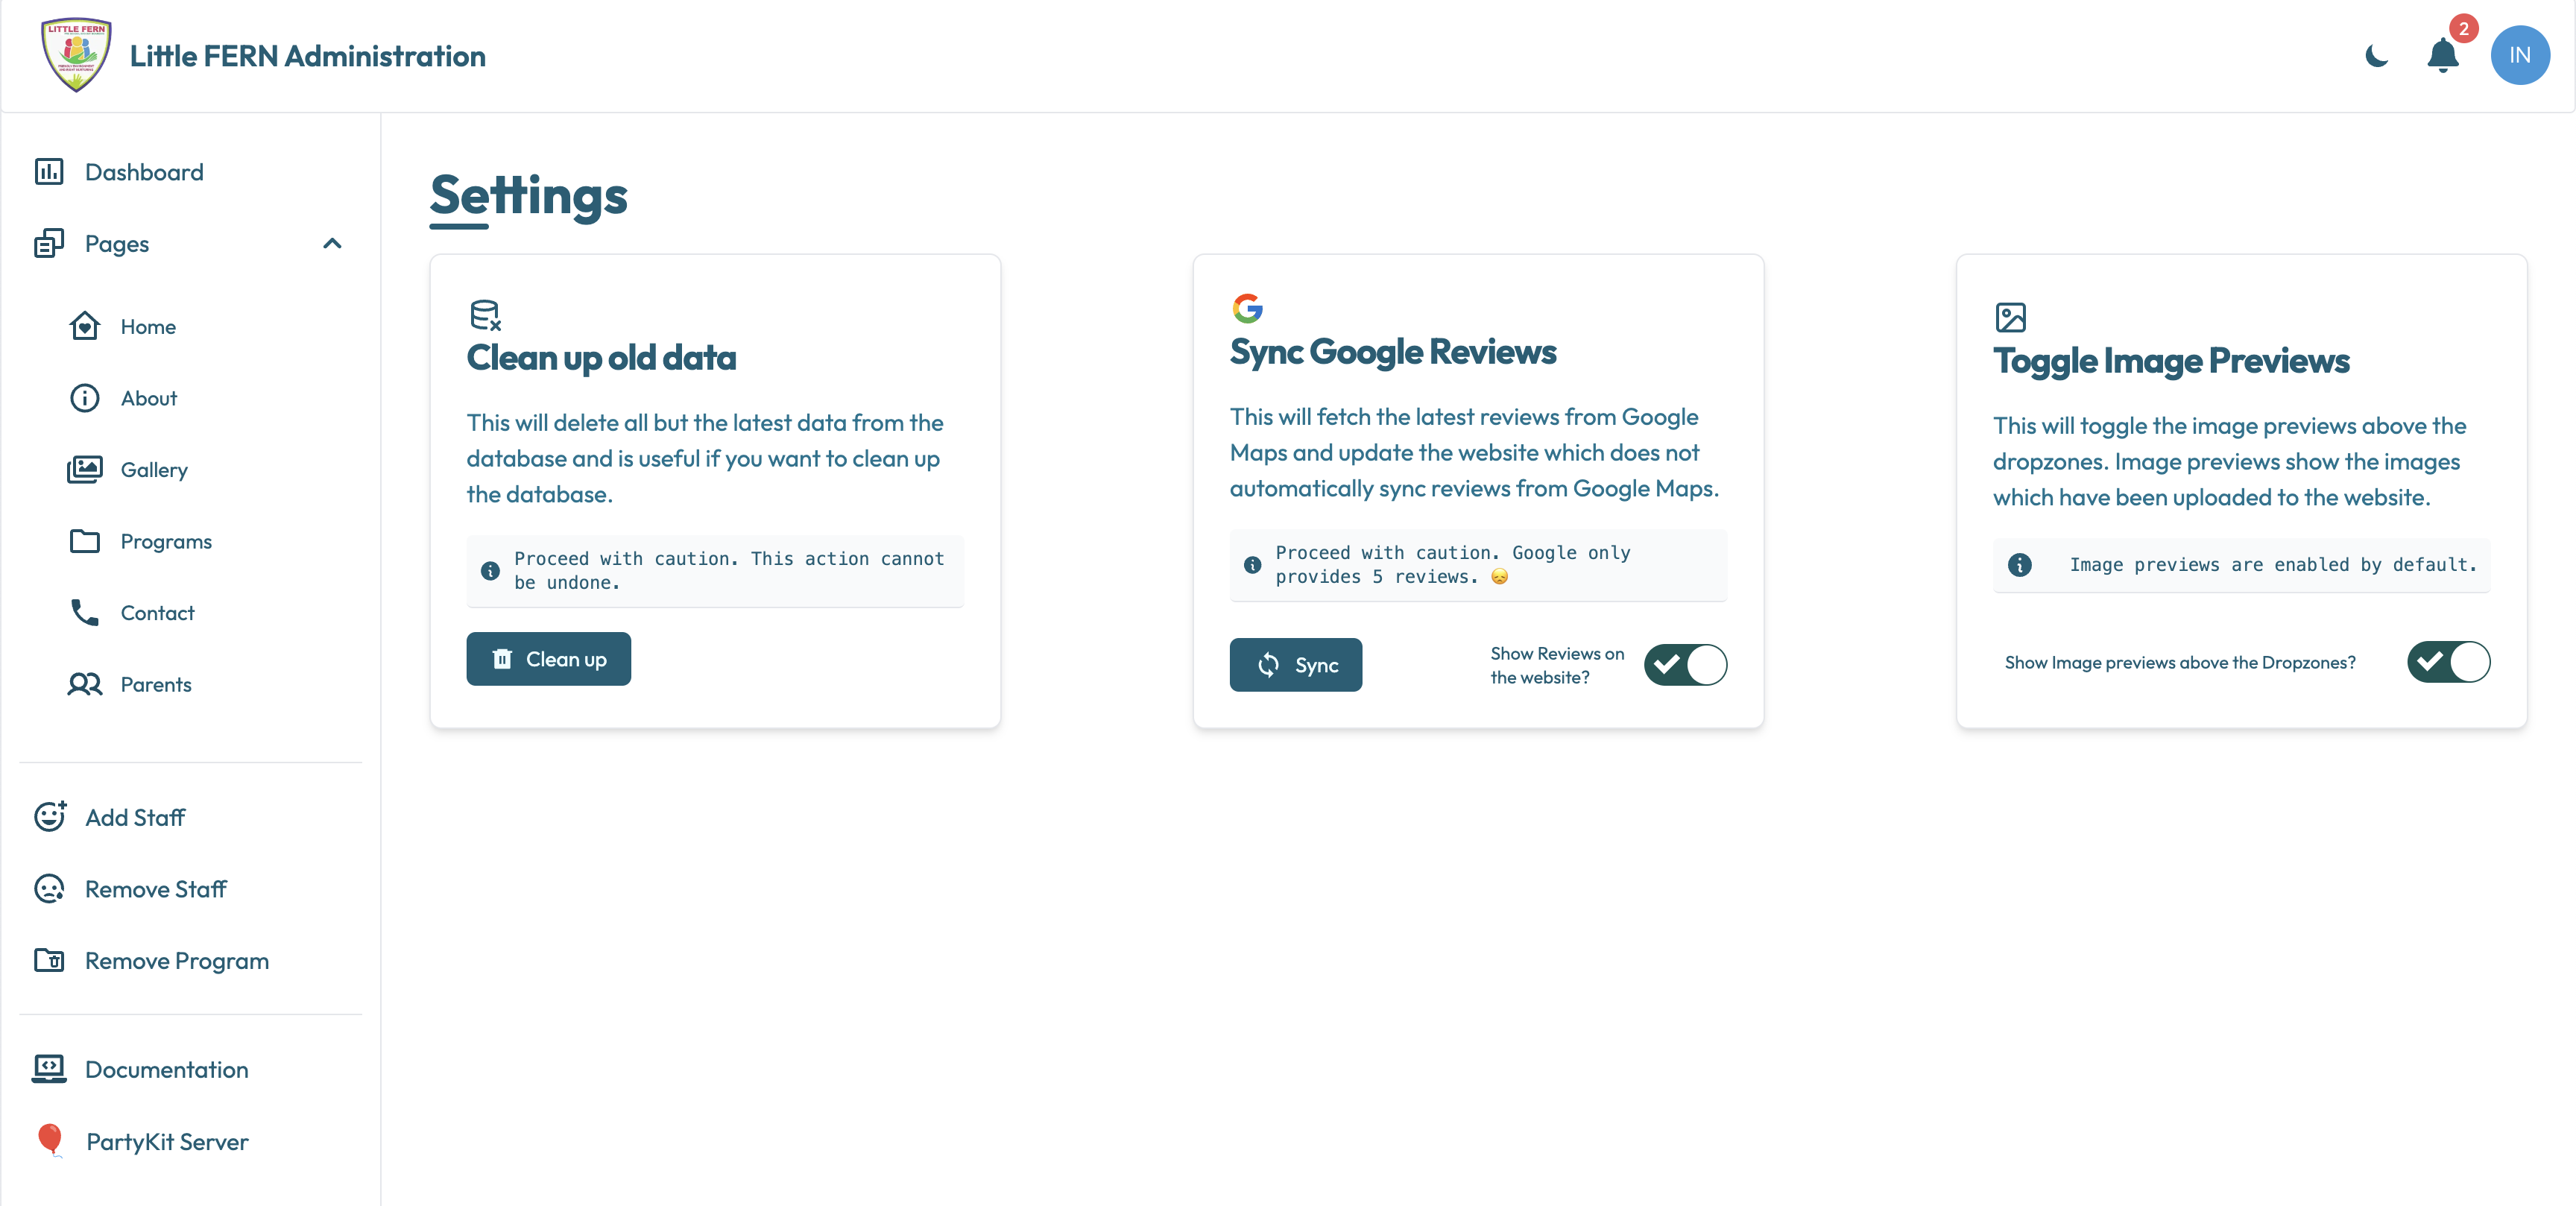 LITTLE FERN
Little FERN Administration
2
IN
Dashboard
Pages
Home
About
Gallery
Programs
Contact
Parents
Add Staff
Remove Staff
Remove Program
Documentation
PartyKit Server
Settings
Clean up old data
This will delete all but the latest data from the
database and is useful if you want to clean up
the database.
Proceed with caution. This action cannot
be undone.
Clean up
Sync Google Reviews
This will fetch the latest reviews from Google
Maps and update the website which does not
automatically sync reviews from Google Maps.
Proceed with caution. Google only
provides 5 reviews. 😞
Sync
Show Reviews on
the website?
Toggle Image Previews
This will toggle the image previews above the
dropzones. Image previews show the images
which have been uploaded to the website.
Image previews are enabled by default.
Show Image previews above the Dropzones?